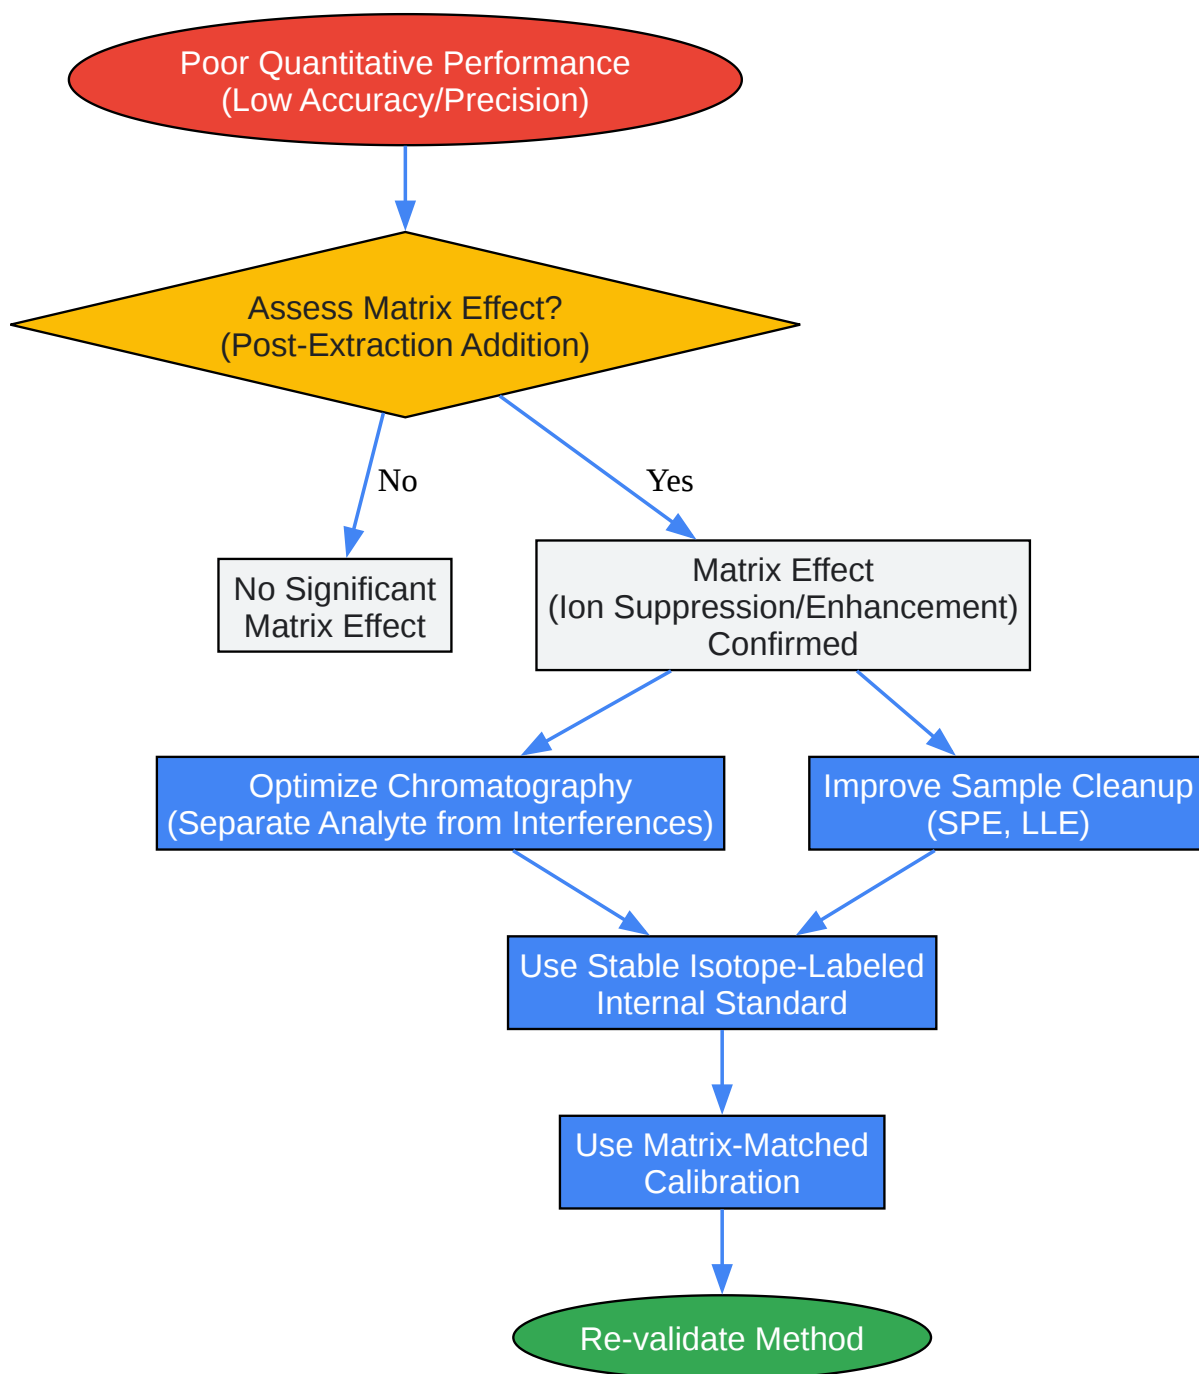 Poor Quantitative Performance
(Low Accuracy/Precision)
Assess Matrix Effect?
(Post-Extraction Addition)
No
Yes
No Significant
Matrix Effect
Matrix Effect
(Ion Suppression/Enhancement)
Confirmed
Optimize Chromatography
(Separate Analyte from Interferences)
Improve Sample Cleanup
(SPE, LLE)
Use Stable Isotope-Labeled
Internal Standard
Use Matrix-Matched
Calibration
Re-validate Method